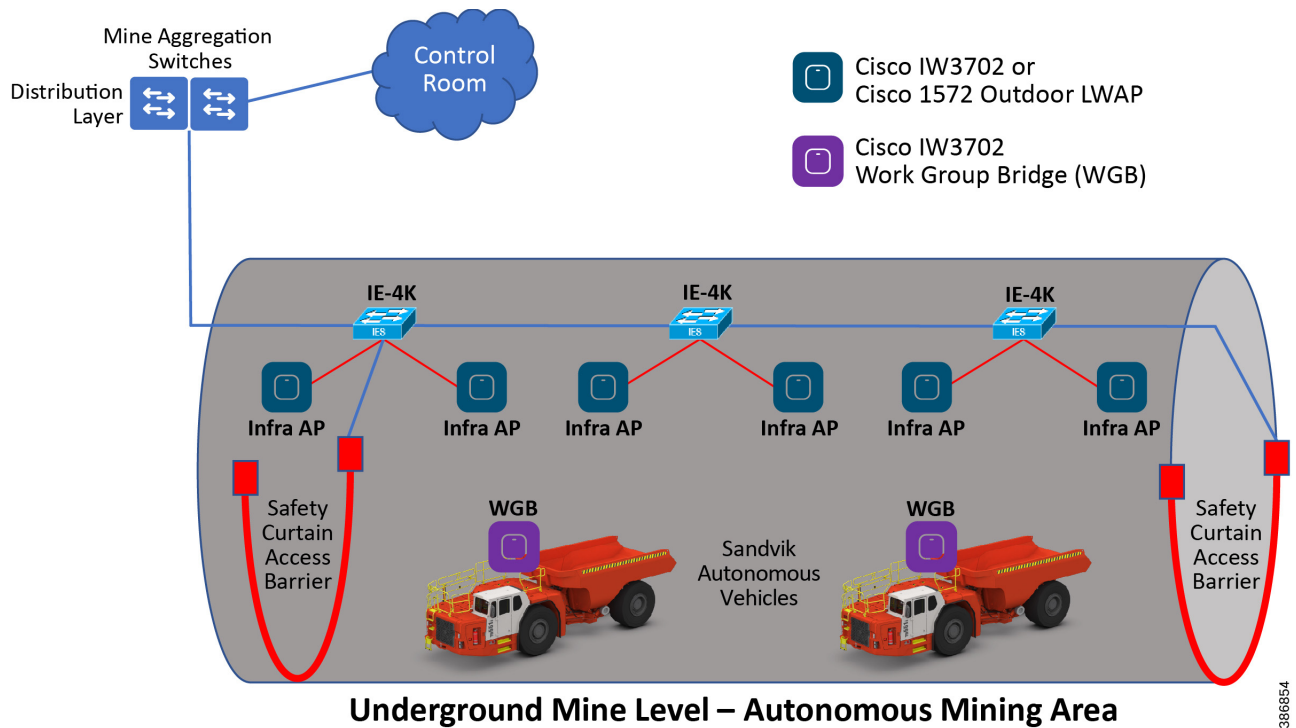 Mine Aggregation
Switches
Distribution
Layer
Control
Room
Cisco IW3702 or
Cisco 1572 Outdoor LWAP
Cisco IW3702
Work Group Bridge (WGB)
IE-4K
IES
IE-4K
IES
IE-4K
IES
Infra AP
Infra AP
Infra AP
Infra AP
Infra AP
Infra AP
Safety
Curtain
Access
Barrier
WGB
Sandvik
Autonomous
Vehicles
WGB
Safety
Curtain
Access
Barrier
Underground Mine Level – Autonomous Mining Area
386854